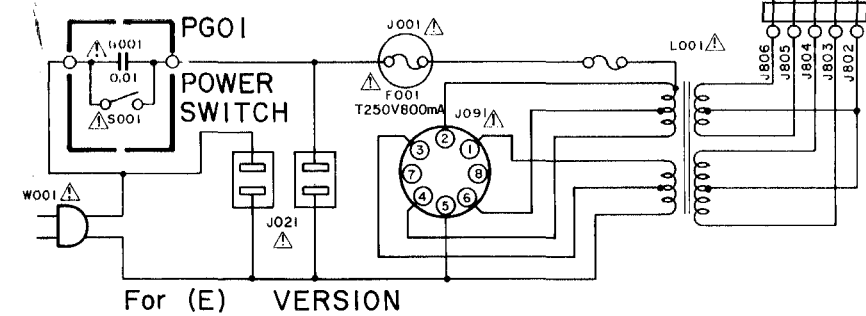 PG01
J001
G001
L001
0.01
POWER
SWITCH
S001
F001
T250V800mA
J091
J806
J805
J804
J803
J802
2
3
1
7
8
4
5
6
W001
J021
For (E) VERSION